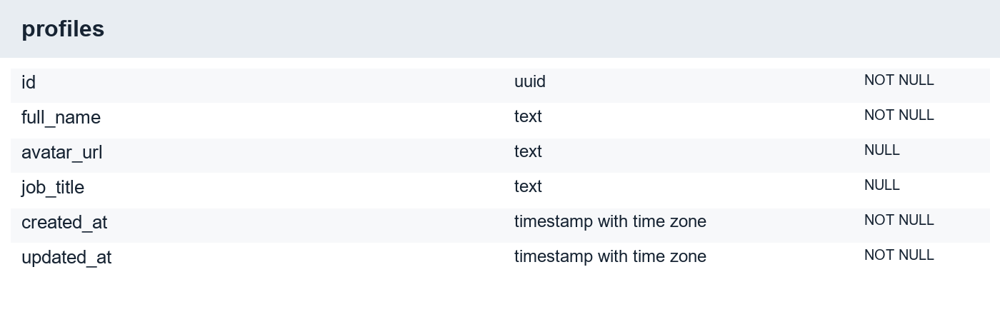 profiles
id uuid NOT NULL
full_name text NOT NULL
avatar_url text NULL
job_title text NULL
created_at timestamp with time zone NOT NULL
updated_at timestamp with time zone NOT NULL